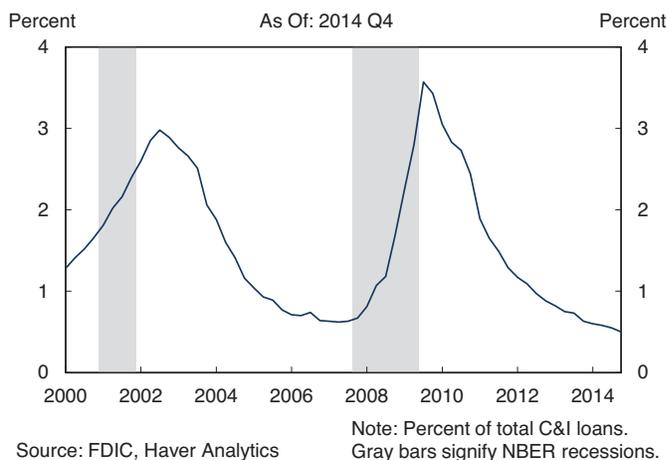 Percent As Of: 2014 Q4 Percent
4 4
3 3
2 2
1 1
0 0
2000 2002 2004 2006 2008 2010 2012 2014
Source: FDIC, Haver Analytics
Note: Percent of total C&I loans.
Gray bars signify NBER recessions.